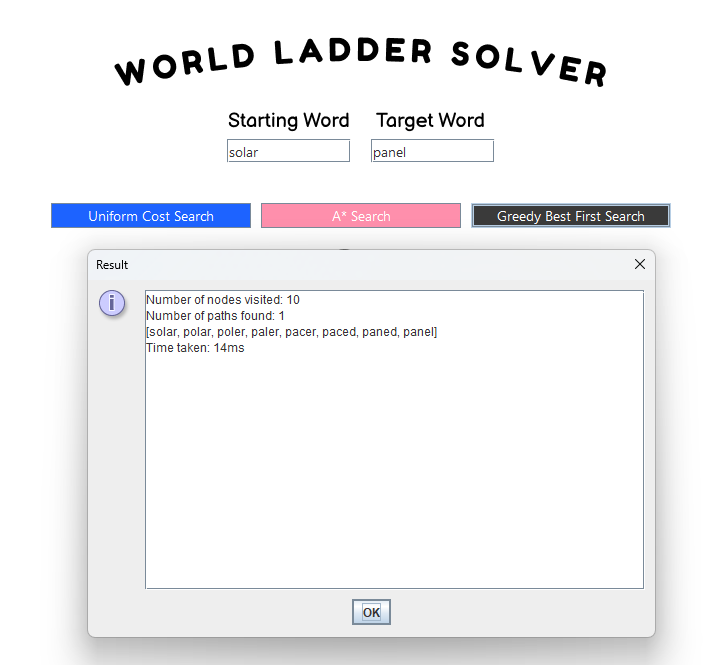 WORLD LADDER SOLVER
Starting Word Target Word
solar panel
Uniform Cost Search A* Search Greedy Best First Search
Result
Number of nodes visited: 10
Number of paths found: 1
[solar, polar, poler, paler, pacer, paced, paned, panel]
Time taken: 14ms
OK